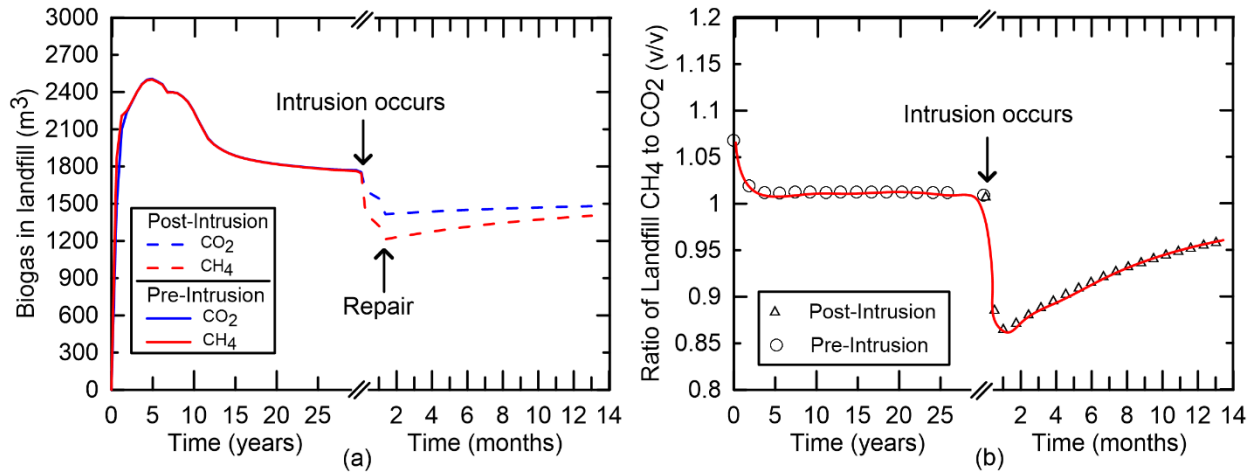 3000
2700
2400
2100
1800
1500
1200
900
600
300
0
Biogas in landfill (m³)
Intrusion occurs
Repair
Post-Intrusion
CO₂
CH₄
Pre-Intrusion
CO₂
CH₄
0 5 10 15 20 25 2 4 6 8 10 12 14
Time (years) Time (months)
(a)
1.2
1.15
1.1
1.05
1
0.95
0.9
0.85
0.8
Ratio of Landfill CH4 to CO₂ (v/v)
Intrusion occurs
Post-Intrusion
Pre-Intrusion
0 5 10 15 20 25 2 4 6 8 10 12 14
Time (years) Time (months)
(b)